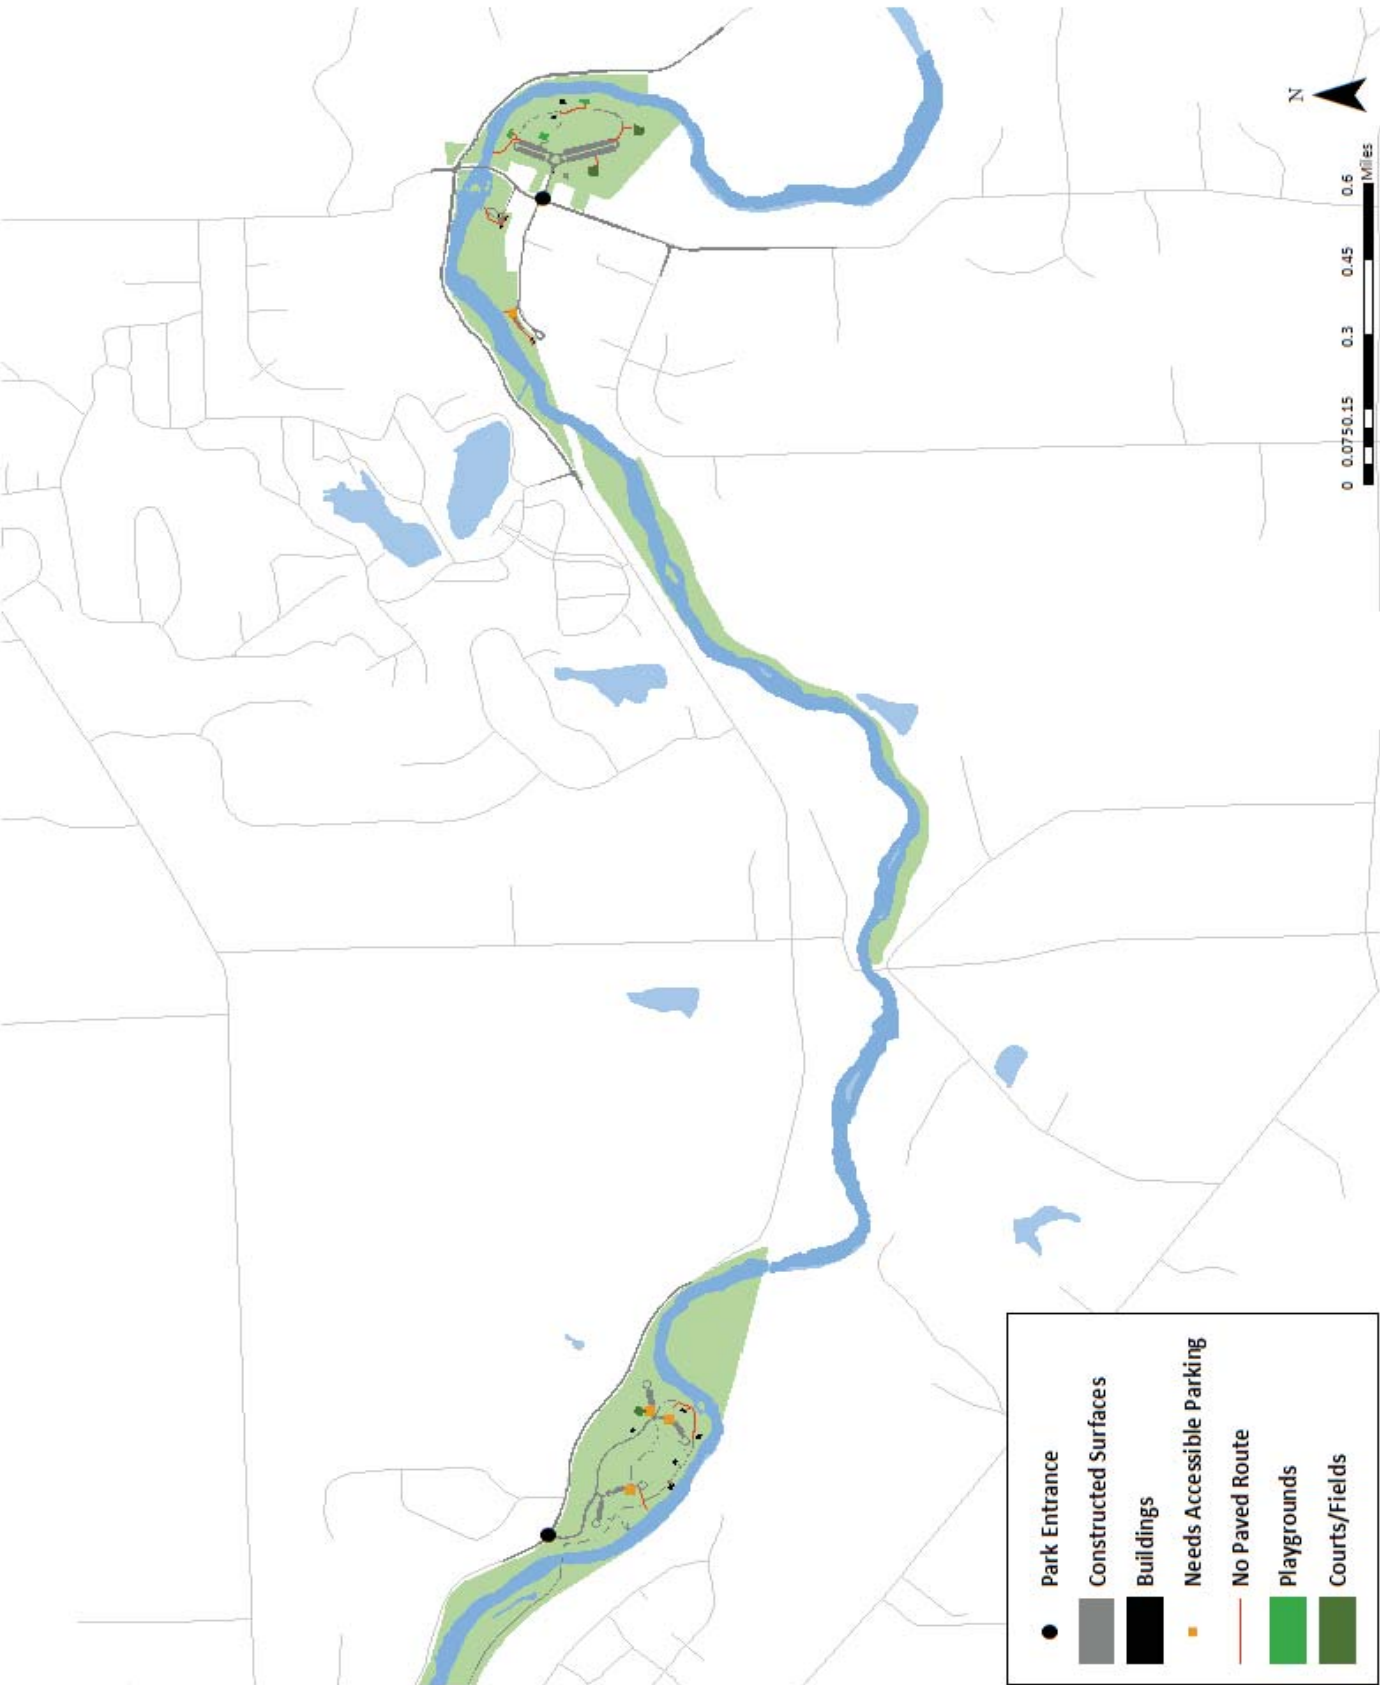 N
0 0.075 0.15 0.3 0.45 0.6
Miles
Park Entrance
Constructed Surfaces
Buildings
Needs Accessible Parking
No Paved Route
Playgrounds
Courts/Fields